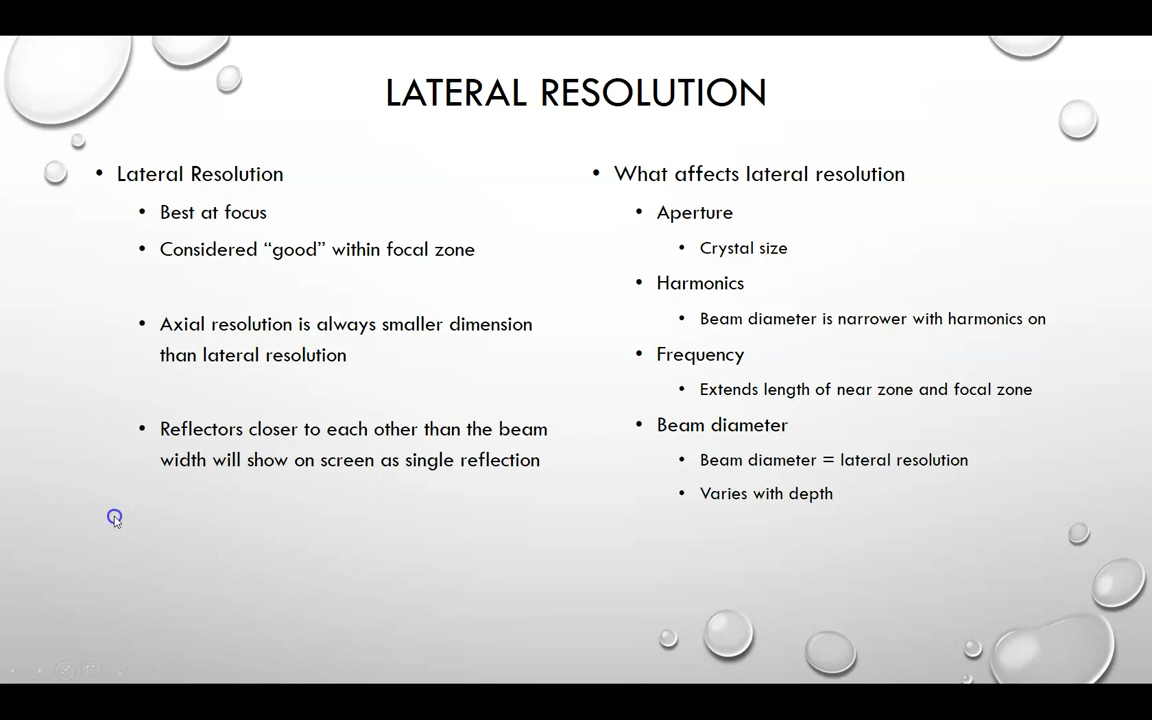 LATERAL RESOLUTION
• Lateral Resolution
• Best at focus
• Considered “good” within focal zone
• Axial resolution is always smaller dimension
than lateral resolution
• Reflectors closer to each other than the beam
width will show on screen as single reflection
• What affects lateral resolution
• Aperture
• Crystal size
• Harmonics
• Beam diameter is narrower with harmonics on
• Frequency
• Extends length of near zone and focal zone
• Beam diameter
• Beam diameter = lateral resolution
• Varies with depth